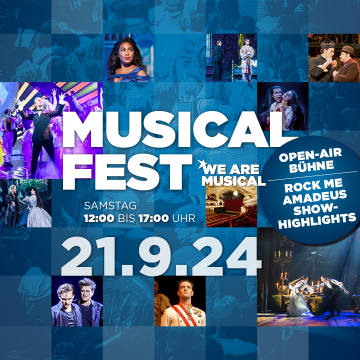 MUSICAL
FEST
WE ARE
MUSICAL
SAMSTAG
12:00 BIS 17:00 UHR
21.9.24
OPEN-AIR
BÜHNE
ROCK ME
AMADEUS
SHOW-
HIGHLIGHTS